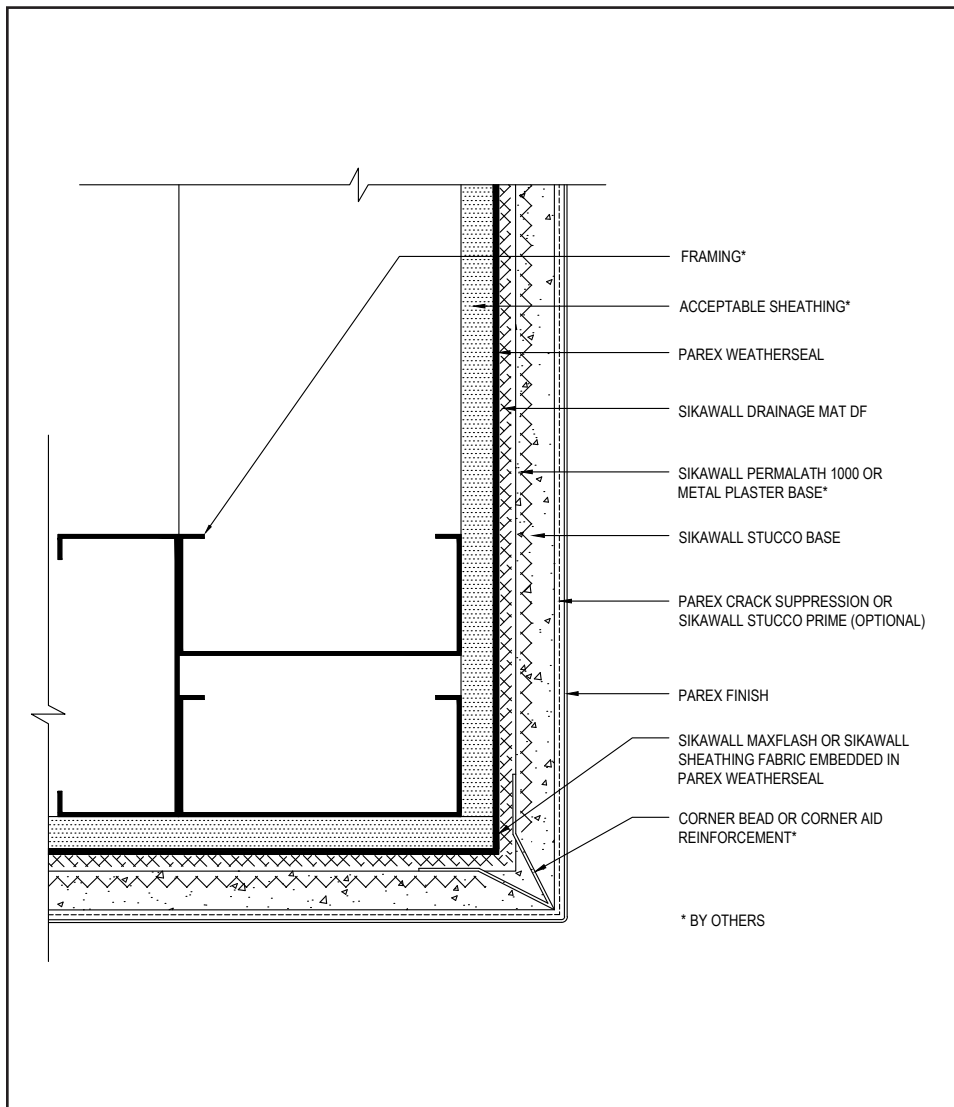 FRAMING*
ACCEPTABLE SHEATHING*
PAREX WEATHERSEAL
SIKAWALL DRAINAGE MAT DF
SIKAWALL PERMALATH 1000 OR
METAL PLASTER BASE*
SIKAWALL STUCCO BASE
PAREX CRACK SUPPRESSION OR
SIKAWALL STUCCO PRIME (OPTIONAL)
PAREX FINISH
SIKAWALL MAXFLASH OR SIKAWALL
SHEATHING FABRIC EMBEDDED IN
PAREX WEATHERSEAL
CORNER BEAD OR CORNER AID
REINFORCEMENT*
* BY OTHERS